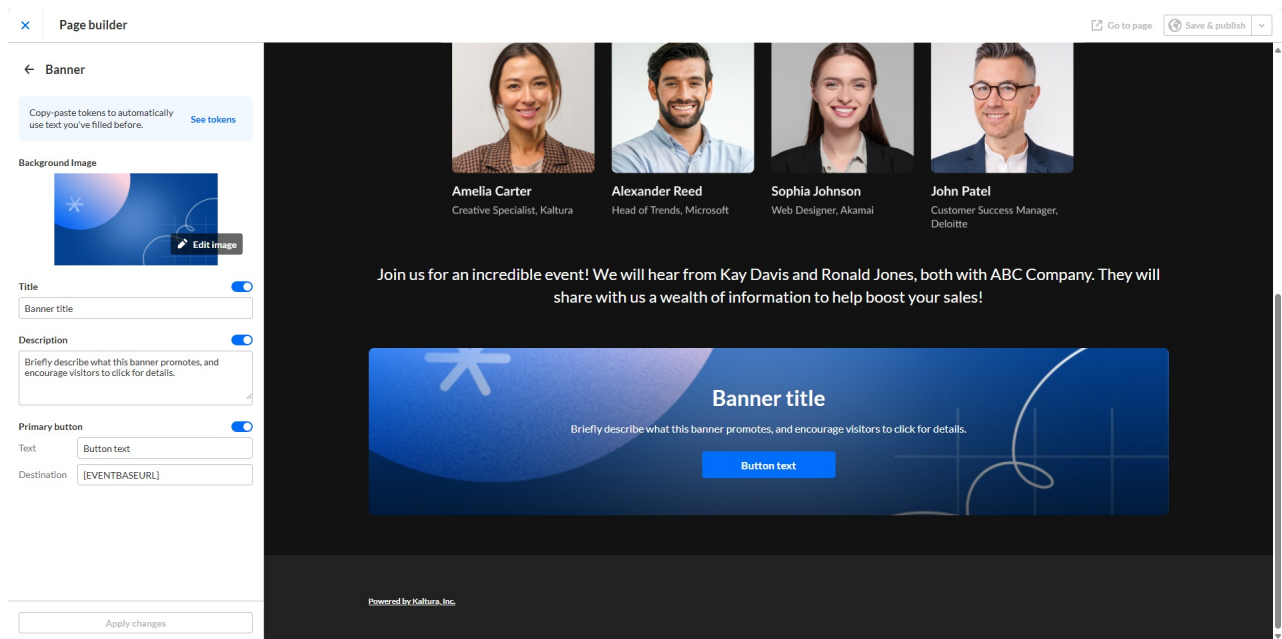 Page builder
Go to page
Save & publish
Banner
Copy-paste tokens to automatically
use text you've filled before.
See tokens
Background Image
Edit image
Title
Banner title
Description
Briefly describe what this banner promotes, and
encourage visitors to click for details.
Primary button
Text
Button text
Destination
{EVENTBASEURL}
Apply changes
Amelia Carter
Creative Specialist, Kaltura
Alexander Reed
Head of Trends, Microsoft
Sophia Johnson
Web Designer, Akamai
John Patel
Customer Success Manager,
Deloitte
Join us for an incredible event! We will hear from Kay Davis and Ronald Jones, both with ABC Company. They will
share with us a wealth of information to help boost your sales!
Banner title
Briefly describe what this banner promotes, and encourage visitors to click for details.
Button text
Powered by Kaltura, Inc.